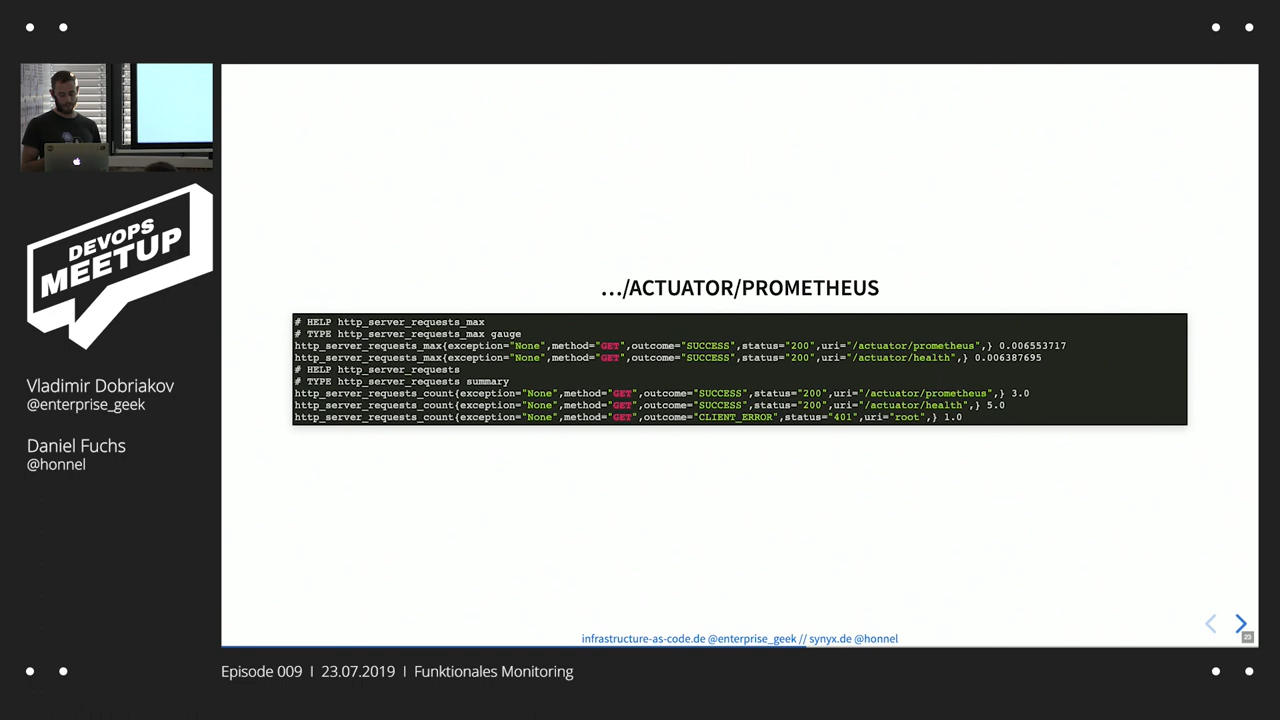 DEVOPS
MEETUP
Vladimir Dobriakov
@enterprise_geek
Daniel Fuchs
@honnel
.../ACTUATOR/PROMETHEUS
# HELP http_server_requests_max
# TYPE http_server_requests_max gauge
http_server_requests_max{exception="None",method="GET",outcome="SUCCESS",status="200",uri="/actuator/prometheus",} 0.006553717
http_server_requests_max{exception="None",method="GET",outcome="SUCCESS",status="200",uri="/actuator/health",} 0.006387695
# HELP http_server_requests
# TYPE http_server_requests summary
http_server_requests_count{exception="None",method="GET",outcome="SUCCESS",status="200",uri="/actuator/prometheus",} 3.0
http_server_requests_count{exception="None",method="GET",outcome="SUCCESS",status="200",uri="/actuator/health",} 5.0
http_server_requests_count{exception="None",method="GET",outcome="CLIENT_ERROR",status="401",uri="root",} 1.0
23
infrastructure-as-code.de @enterprise_geek // synyx.de @honnel
Episode 009 | 23.07.2019 | Funktionales Monitoring